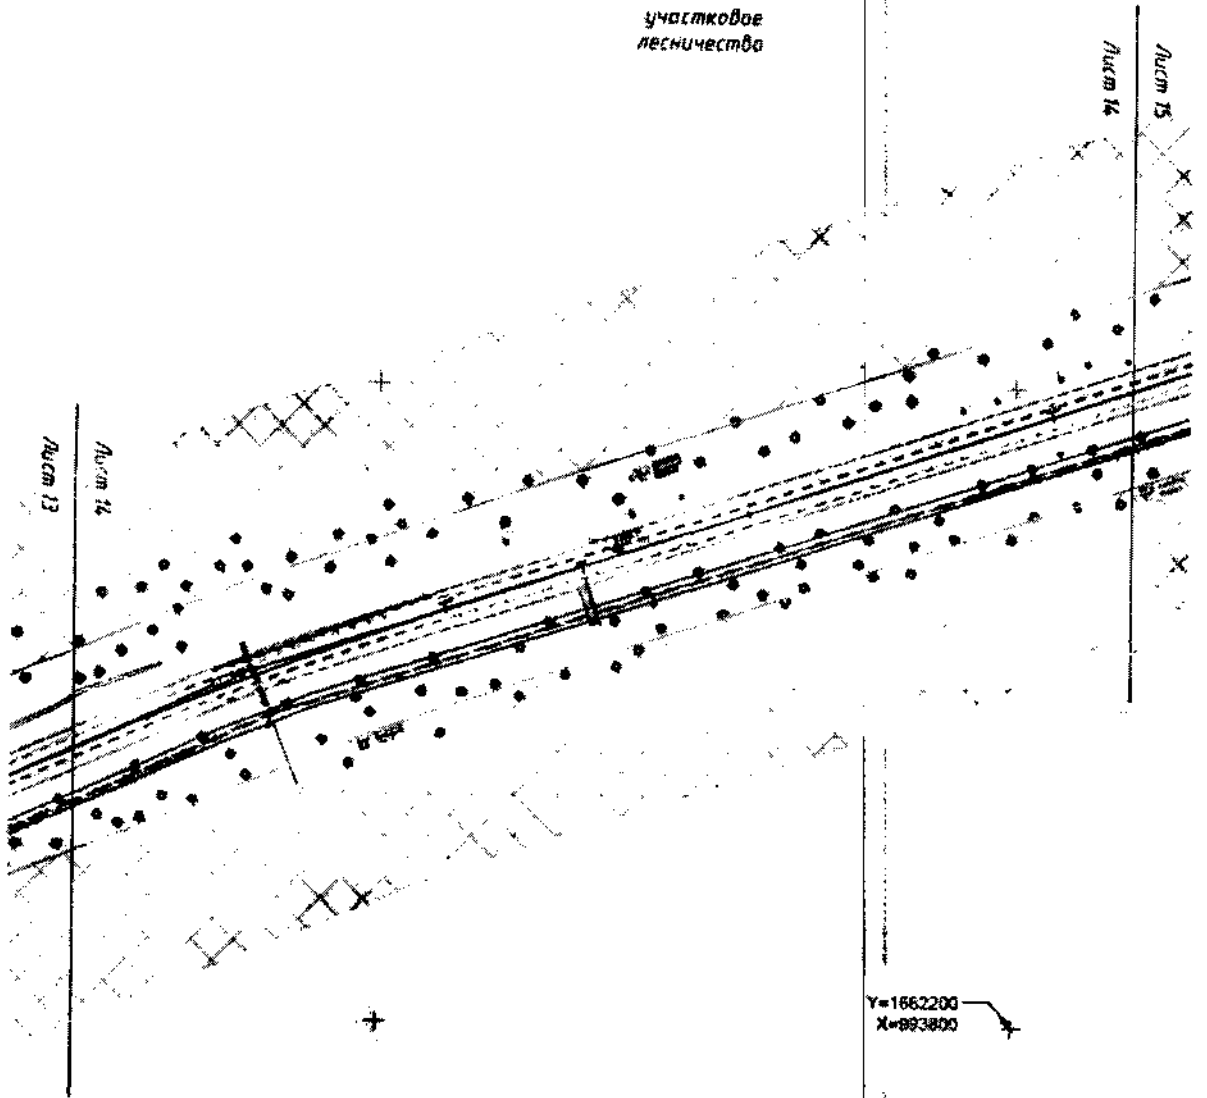 участковое
лесничество
Лист 14
Лист 15
Лист 13
Лист 14
Y=1662200
X=993800